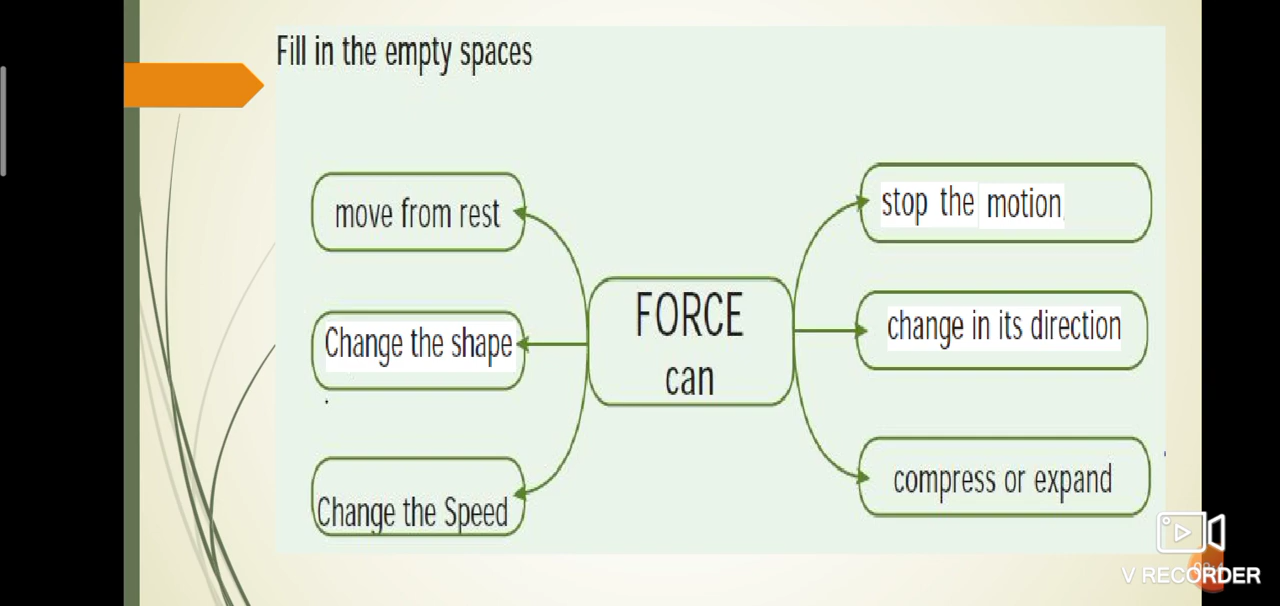 Fill in the empty spaces
move from rest
Change the shape
Change the Speed
FORCE
can
stop the motion
change in its direction
compress or expand
V RECORDER